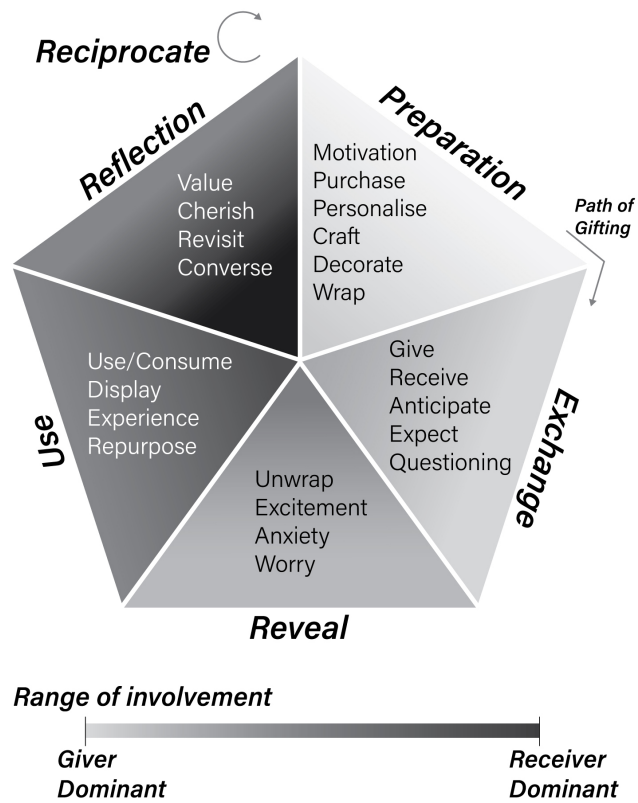 Reciprocate
Preparation
Motivation
Purchase
Personalise
Craft
Decorate
Wrap
Path of
Gifting
Exchange
Give
Receive
Anticipate
Expect
Questioning
Reveal
Unwrap
Excitement
Anxiety
Worry
Use
Use/Consume
Display
Experience
Repurpose
Reflection
Value
Cherish
Revisit
Converse
Range of involvement
Giver
Dominant
Receiver
Dominant